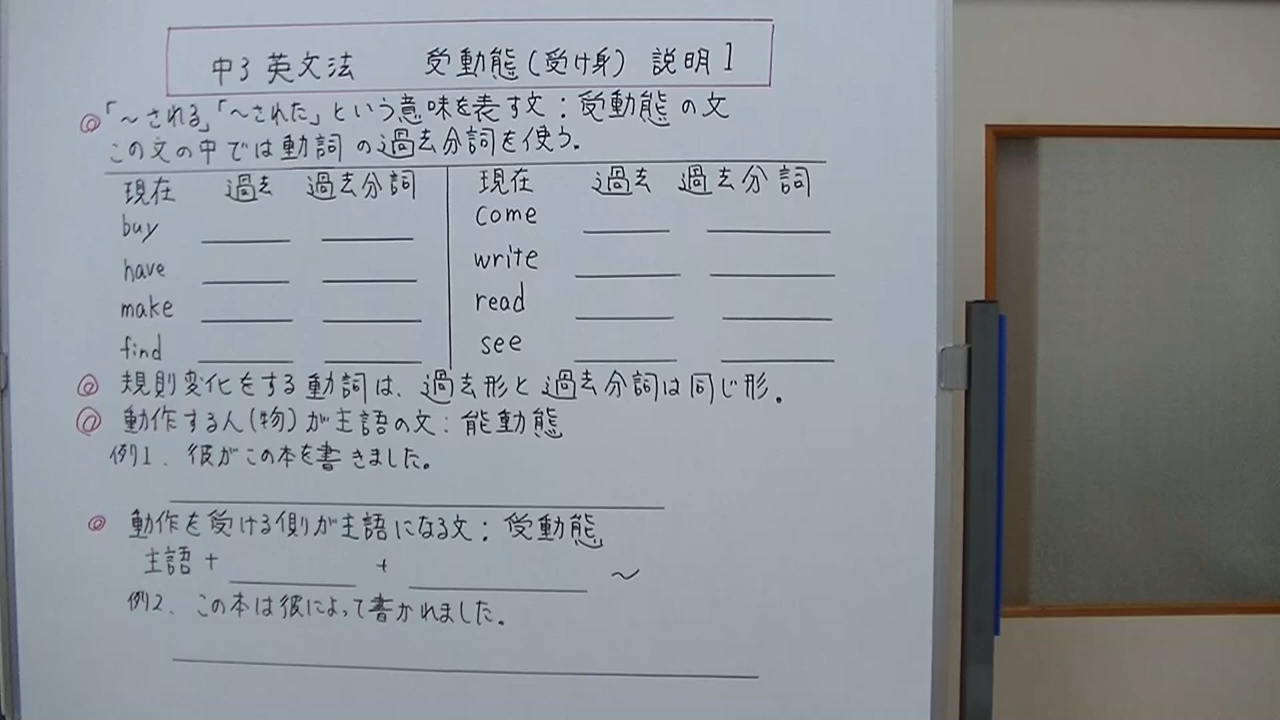 中3 英文法 受動態(受け身) 説明1
◎「～される」「～された」という意味を表す文：受動態の文
この文の中では動詞の過去分詞を使う。
現在 過去 過去分詞 現在 過去 過去分詞
buy come
have write
make read
find see
◎ 規則変化をする動詞は、過去形と過去分詞は同じ形。
◎ 動作する人(物)が主語の文：能動態
例1. 彼がこの本を書きました。
◎ 動作を受ける側が主語になる文：受動態
主語 + + ～
例2. この本は彼によって書かれました。